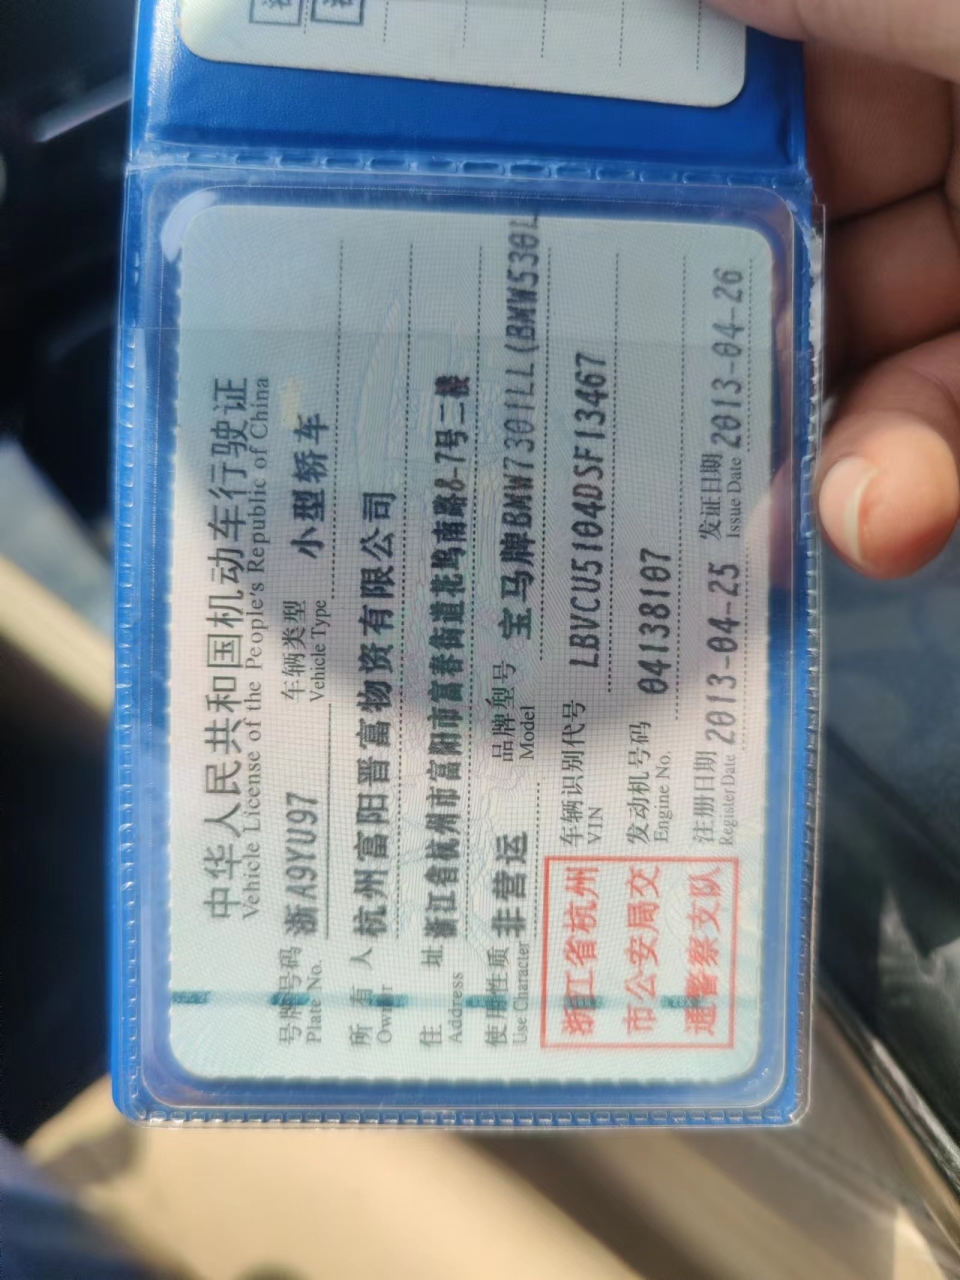 中华人民共和国机动车行驶证
Vehicle License of the People's Republic of China
号牌号码 浙A9YU97 车辆类型 小型轿车
Plate No. Vehicle Type
所有人 杭州富阳晋富物资有限公司
Owner
住址 浙江省杭州市富阳市富春街道花坞南路6-7号二楼
Address
使用性质 非营运 品牌型号 宝马牌BMW7301LL(BMW530L
Use Character Model
浙江省杭州
市公安局交
通警察支队
车辆识别代号 LBVCU5104DSF13467
VIN
发动机号码 04138107
Engine No.
注册日期 2013-04-25 发证日期 2013-04-26
Register Date Issue Date